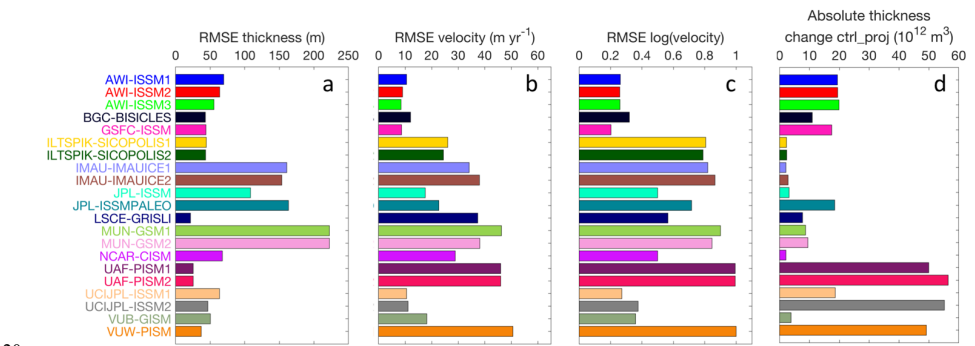 RMSE thickness (m)
0 50 100 150 200 250
RMSE velocity (m yr-1)
0 10 20 30 40 50 60
RMSE log(velocity)
0 0.2 0.4 0.6 0.8 1
Absolute thickness
change ctrl_proj (10^12 m^3)
0 10 20 30 40 50 60
a
b
c
d
AWI-ISSM1
AWI-ISSM2
AWI-ISSM3
BGC-BISICLES
GSFC-ISSM
ILTSPIK-SICOPOLIS1
ILTSPIK-SICOPOLIS2
IMAU-IMAUICE1
IMAU-IMAUICE2
JPL-ISSM
JPL-ISSMPALEO
LSCE-GRISLI
MUN-GSM1
MUN-GSM2
NCAR-CISM
UAF-PISM1
UAF-PISM2
UCIJPL-ISSM1
UCIJPL-ISSM2
VUB-GISM
VUW-PISM